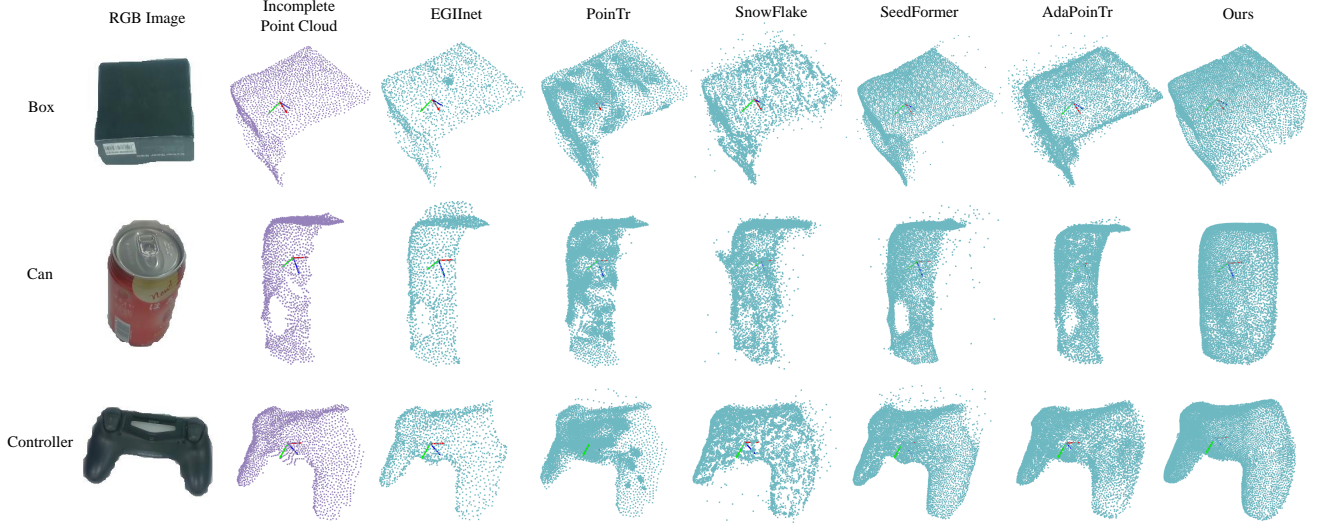 RGB Image
Incomplete
Point Cloud
EGIInet
PoinTr
SnowFlake
SeedFormer
AdaPoinTr
Ours
Box
Can
Controller